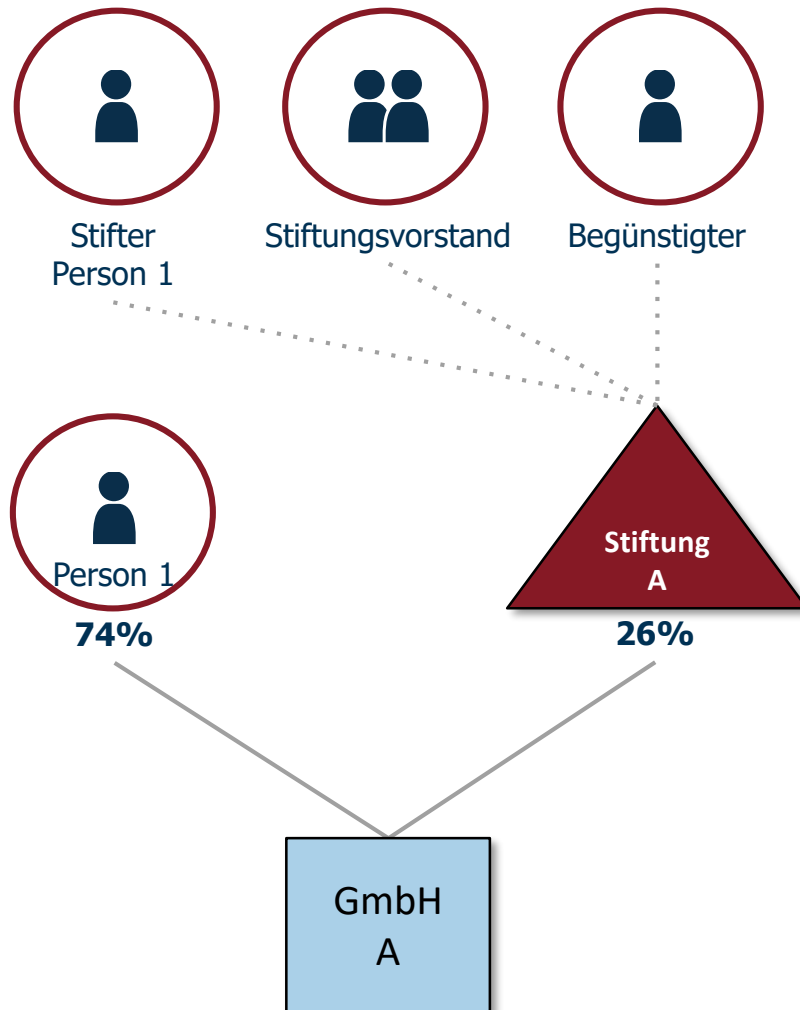 Stifter
Person 1
Stiftungsvorstand
Begünstigter
Person 1
74%
Stiftung
A
26%
GmbH
A